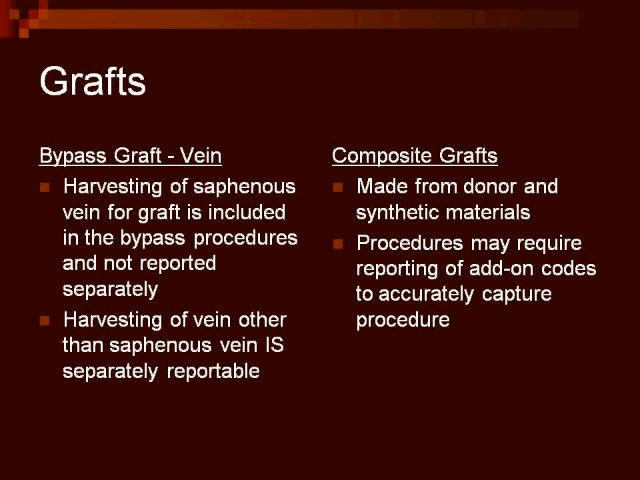 Grafts
Bypass Graft - Vein
Harvesting of saphenous
vein for graft is included
in the bypass procedures
and not reported
separately
Harvesting of vein other
than saphenous vein IS
separately reportable
Composite Grafts
Made from donor and
synthetic materials
Procedures may require
reporting of add-on codes
to accurately capture
procedure